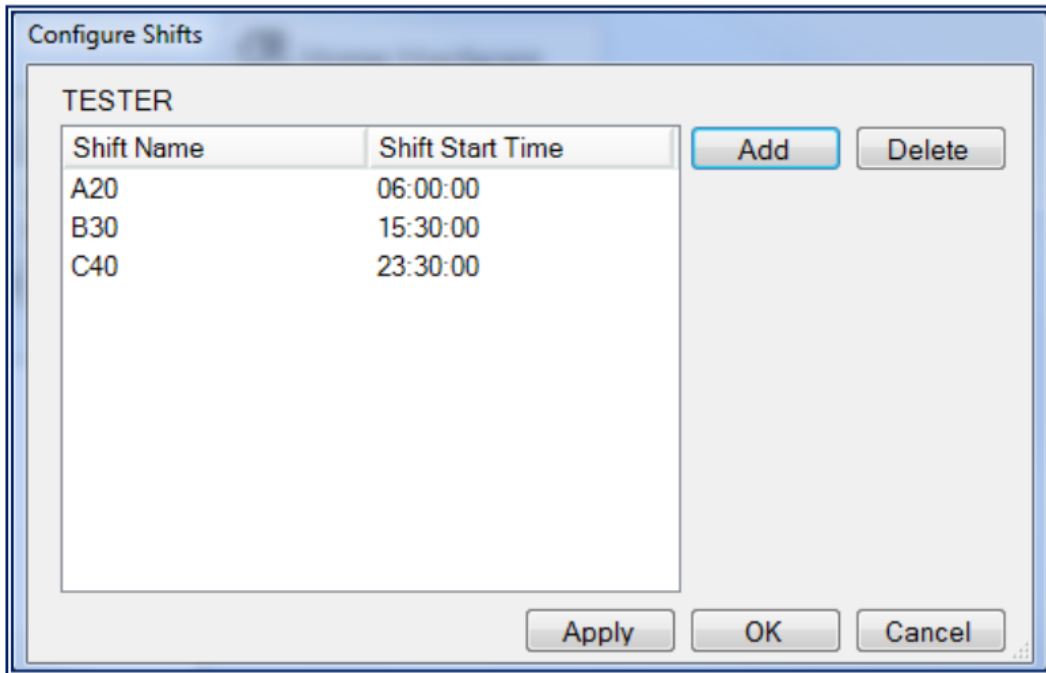 Configure Shifts
TESTER
Shift Name Shift Start Time Add Delete
A20 06:00:00
B30 15:30:00
C40 23:30:00
Apply OK Cancel